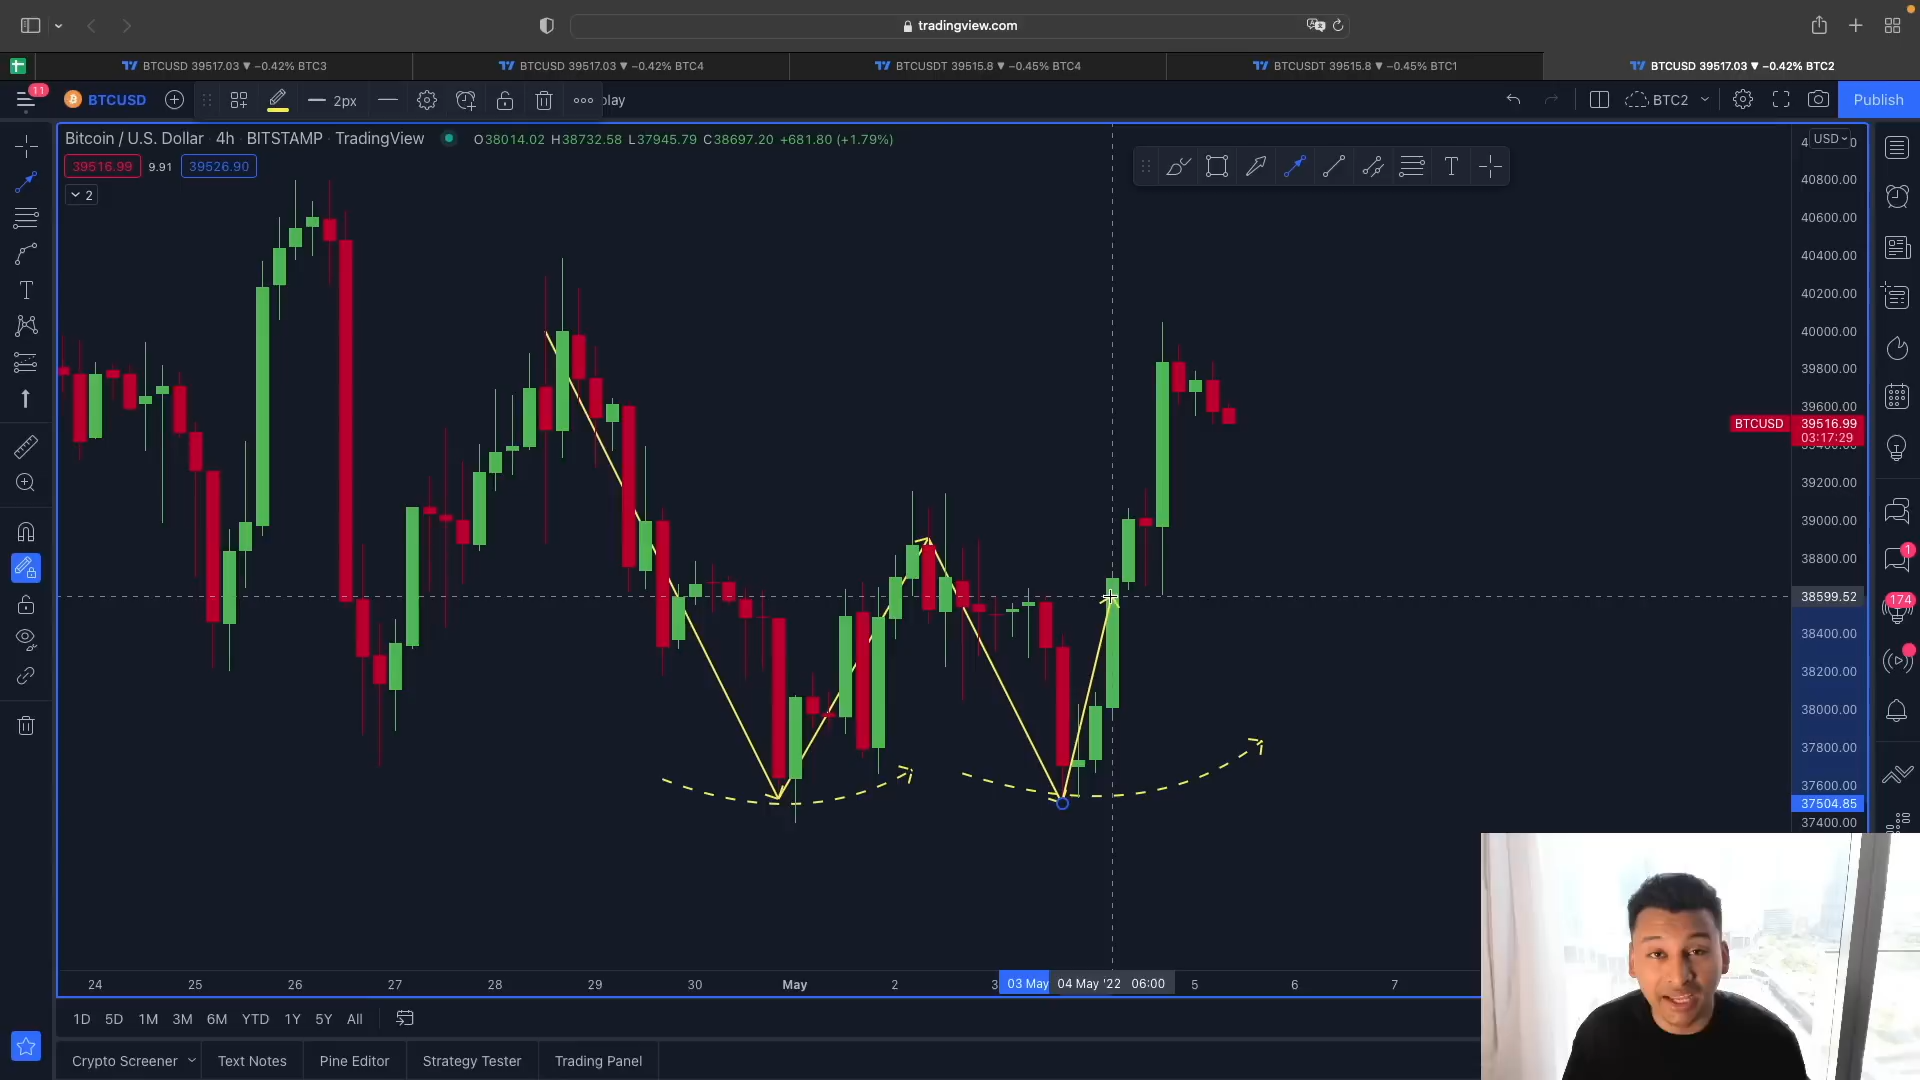 tradingview.com
BTCUSD 39517.03 ▼ −0.42% BTC3
BTCUSD 39517.03 ▼ −0.42% BTC4
BTCUSDT 39515.8 ▼ −0.45% BTC4
BTCUSDT 39515.8 ▼ −0.45% BTC1
BTCUSD 39517.03 ▼ −0.42% BTC2
11
BTCUSD
2px
play
BTC2
Publish
Bitcoin / U.S. Dollar 4h BITSTAMP TradingView
O38014.02 H38732.58 L37945.79 C38697.20 +681.80 (+1.79%)
USD
39516.99 9.91 39526.90
2
T
T
40800.00
40600.00
40400.00
40200.00
40000.00
39800.00
39600.00
BTCUSD 39516.99
03:17:29
39200.00
39000.00
38800.00
38599.52
38400.00
38200.00
38000.00
37800.00
37600.00
37504.85
37400.00
1
174
24 25 26 27 28 29 30 May 2 3 03 May 04 May '22 06:00 5 6 7
1D 5D 1M 3M 6M YTD 1Y 5Y All
Crypto Screener Text Notes Pine Editor Strategy Tester Trading Panel